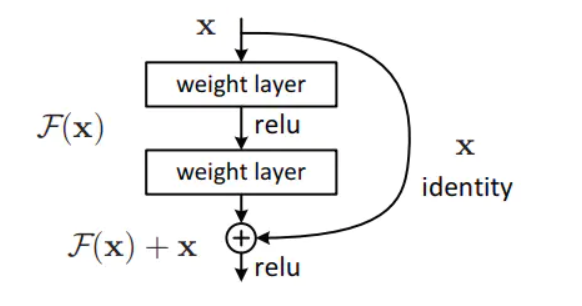 x
weight layer
relu
F(x)
weight layer
x
identity
F(x) + x
relu